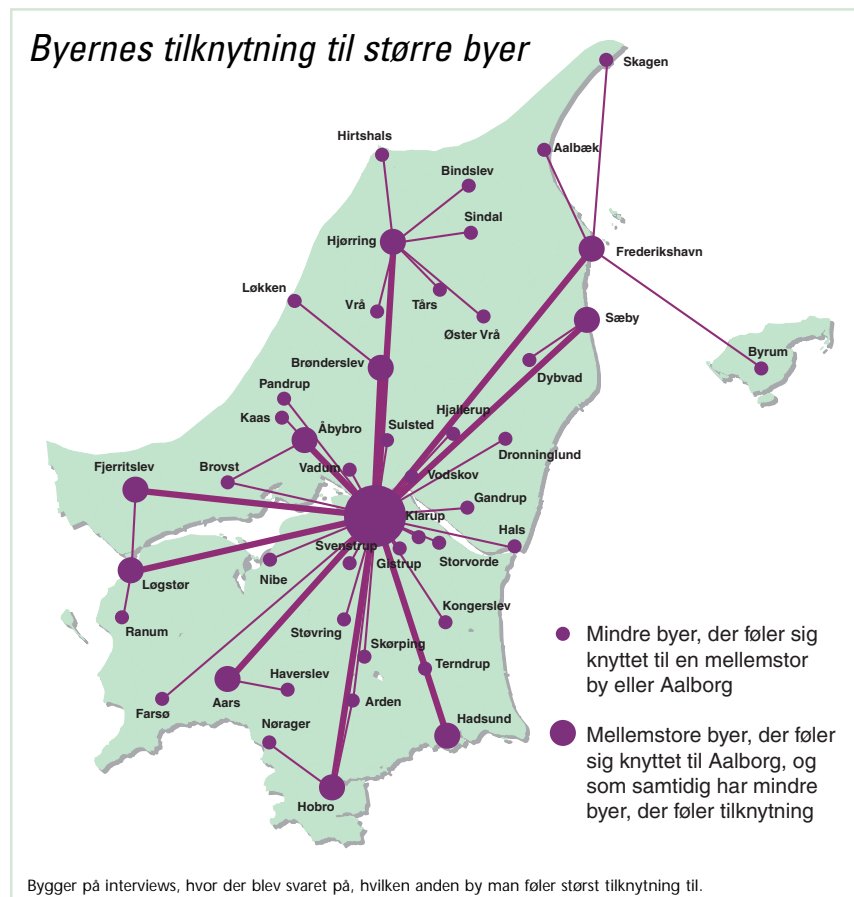 Byernes tilknytning til større byer
Skagen
Hirtshals
Aalbæk
Bindslev
Sindal
Hjørring
Frederikshavn
Løkken
Vrå
Tårs
Sæby
Øster Vrå
Byrum
Brønderslev
Dybvad
Pandrup
Hjallerup
Kaas
Åbybro
Sulsted
Dronninglund
Fjerritslev
Brovst
Vadum
Vodskov
Gandrup
Klarup
Hals
Svenstrup
Gistrup
Storvorde
Løgstør
Nibe
Kongerslev
Ranum
Støvring
Skørping
Terndrup
Haverslev
Farsø
Aars
Arden
Nørager
Hadsund
Hobro
Mindre byer, der føler sig
knyttet til en mellemstor
by eller Aalborg
Mellemstore byer, der føler
sig knyttet til Aalborg, og
som samtidig har mindre
byer, der føler tilknytning
Bygger på interviews, hvor der blev svaret på, hvilken anden by man føler størst tilknytning til.